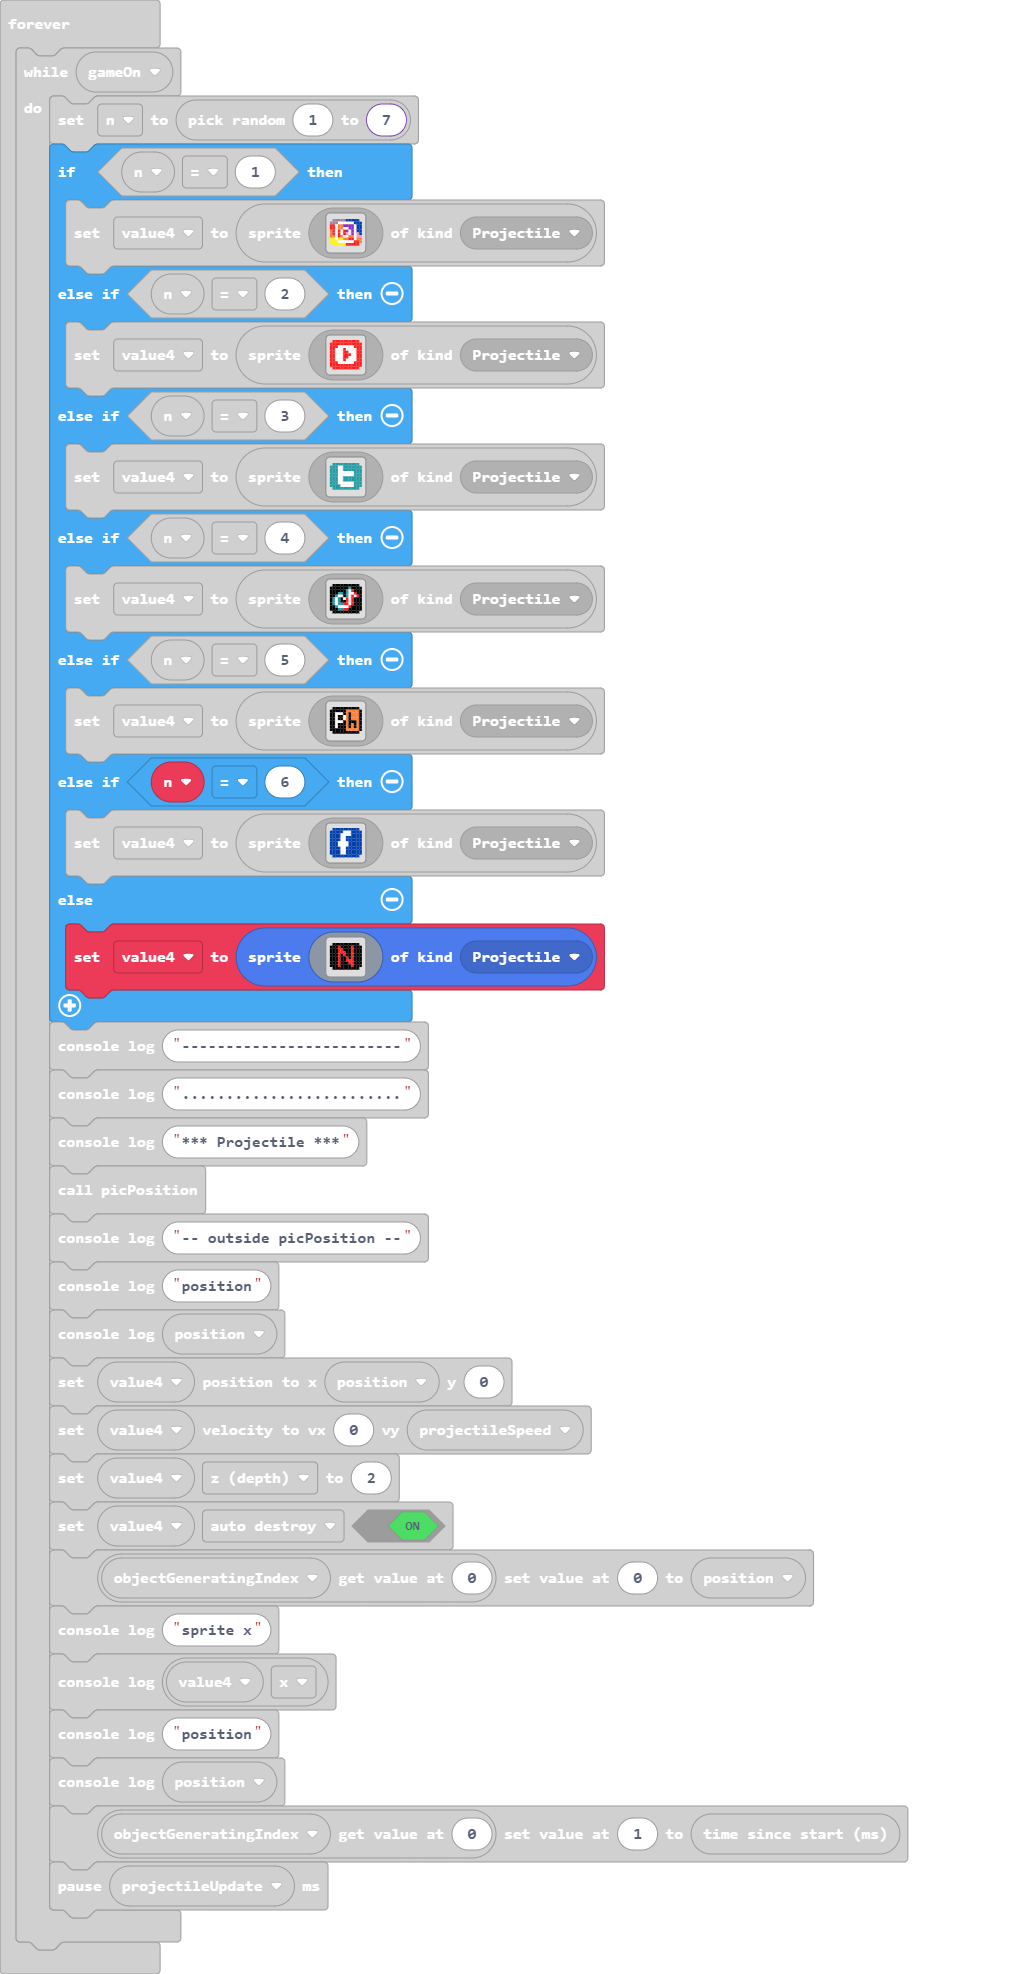 forever
while gameOn
do
set n to pick random 1 to 7
if n = 1 then
set value4 to sprite of kind Projectile
else if n = 2 then
set value4 to sprite of kind Projectile
else if n = 3 then
set value4 to sprite t of kind Projectile
else if n = 4 then
set value4 to sprite of kind Projectile
else if n = 5 then
set value4 to sprite Ph of kind Projectile
else if n = 6 then
set value4 to sprite f of kind Projectile
else
set value4 to sprite N of kind Projectile
console log "-------------------------"
console log "........................."
console log "*** Projectile ***"
call picPosition
console log "-- outside picPosition --"
console log "position"
console log position
set value4 position to x position y 0
set value4 velocity to vx 0 vy projectileSpeed
set value4 z (depth) to 2
set value4 auto destroy ON
objectGeneratingIndex get value at 0 set value at 0 to position
console log "sprite x"
console log value4 x
console log "position"
console log position
objectGeneratingIndex get value at 0 set value at 1 to time since start (ms)
pause projectileUpdate ms